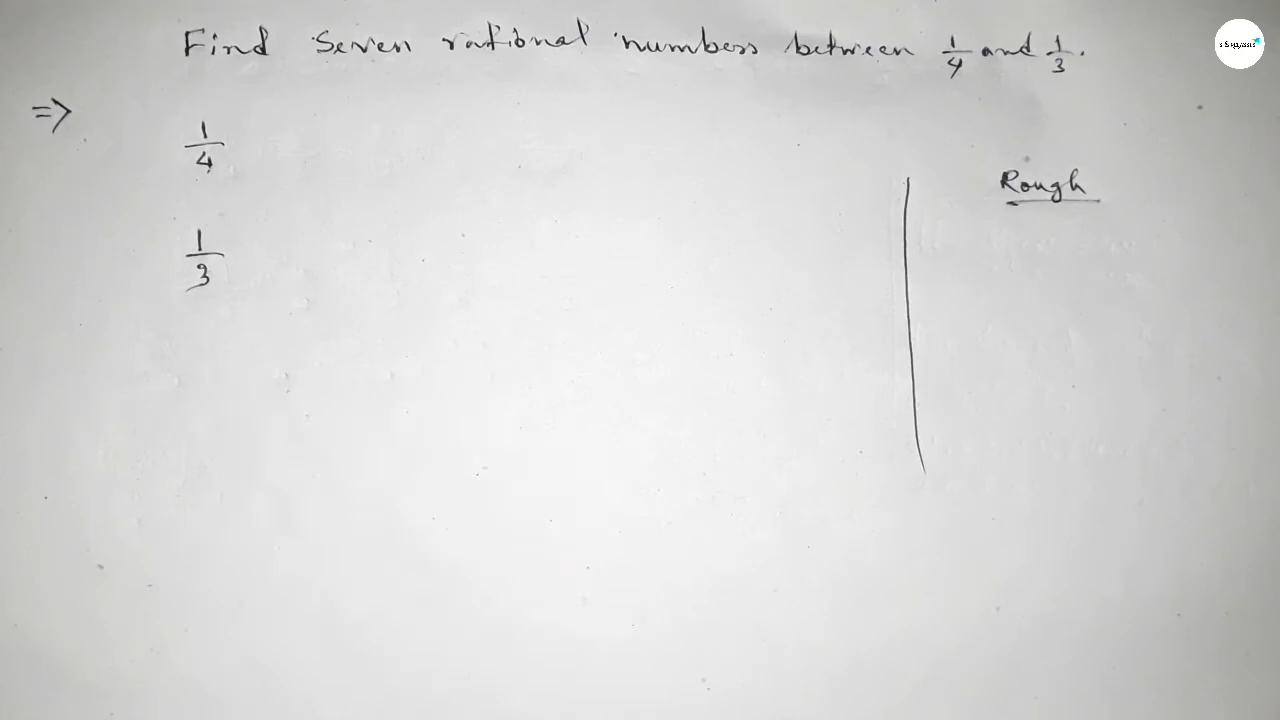 Find Seven rational numbers between 1/4 and 1/3.
=>
1/4
Rough
1/3